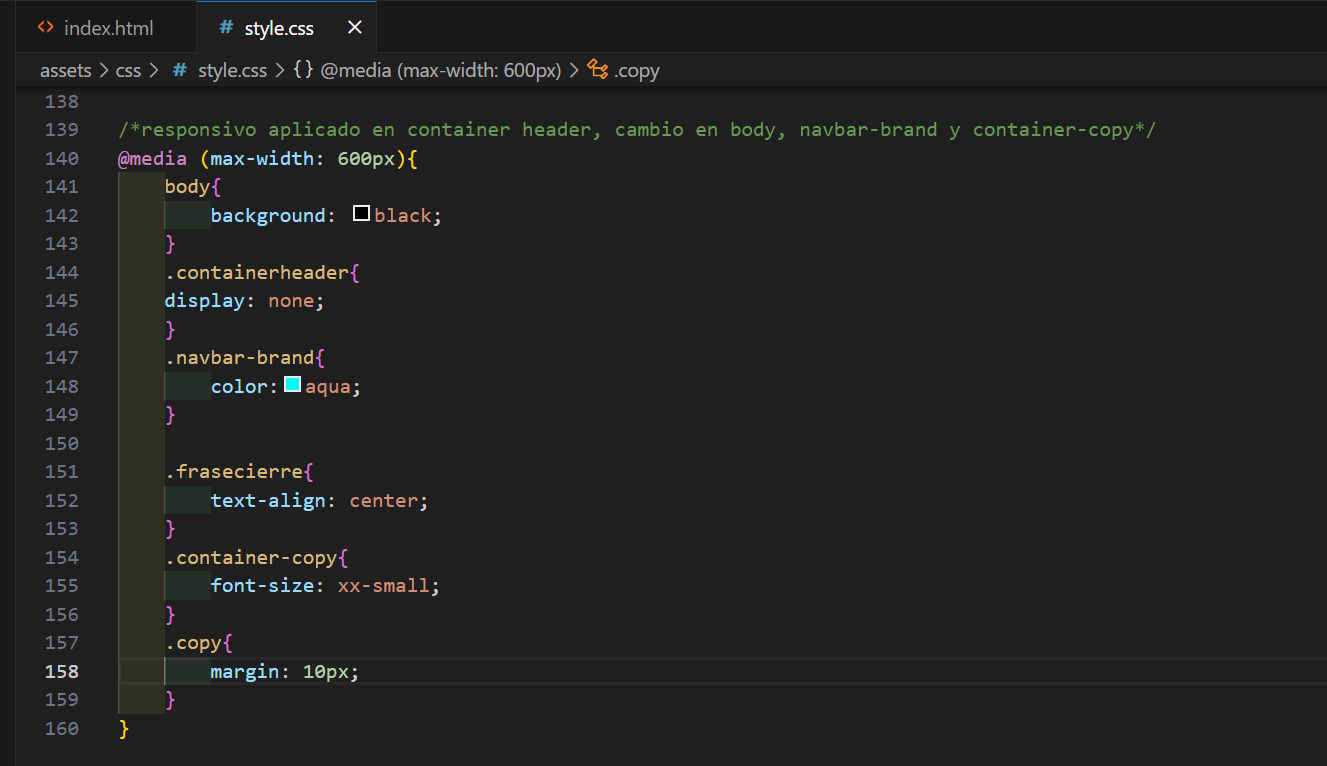 index.html
style.css
assets > css > style.css > {} @media (max-width: 600px) > .copy
138
139 /*responsivo aplicado en container header, cambio en body, navbar-brand y container-copy*/
140 @media (max-width: 600px){
141 body{
142 background: black;
143 }
144 .containerheader{
145 display: none;
146 }
147 .navbar-brand{
148 color: aqua;
149 }
150
151 .frasecierre{
152 text-align: center;
153 }
154 .container-copy{
155 font-size: xx-small;
156 }
157 .copy{
158 margin: 10px;
159 }
160 }